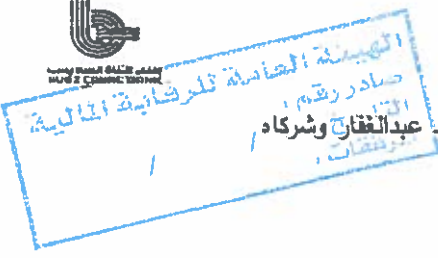 الهيئة العامة للرقابة المالية
صادر رقم :
التاريخ / /
المرفقات :
عبدالغفار وشركاه